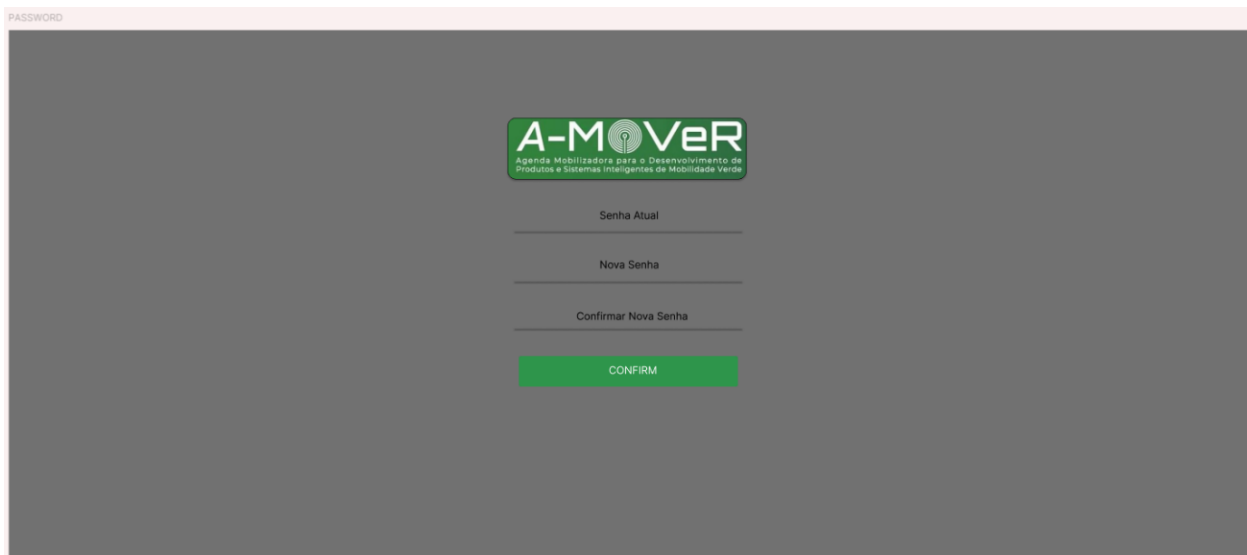 PASSWORD
A-MOVeR
Agenda Mobilizadora para o Desenvolvimento de
Produtos e Sistemas Inteligentes de Mobilidade Verde
Senha Atual
Nova Senha
Confirmar Nova Senha
CONFIRM